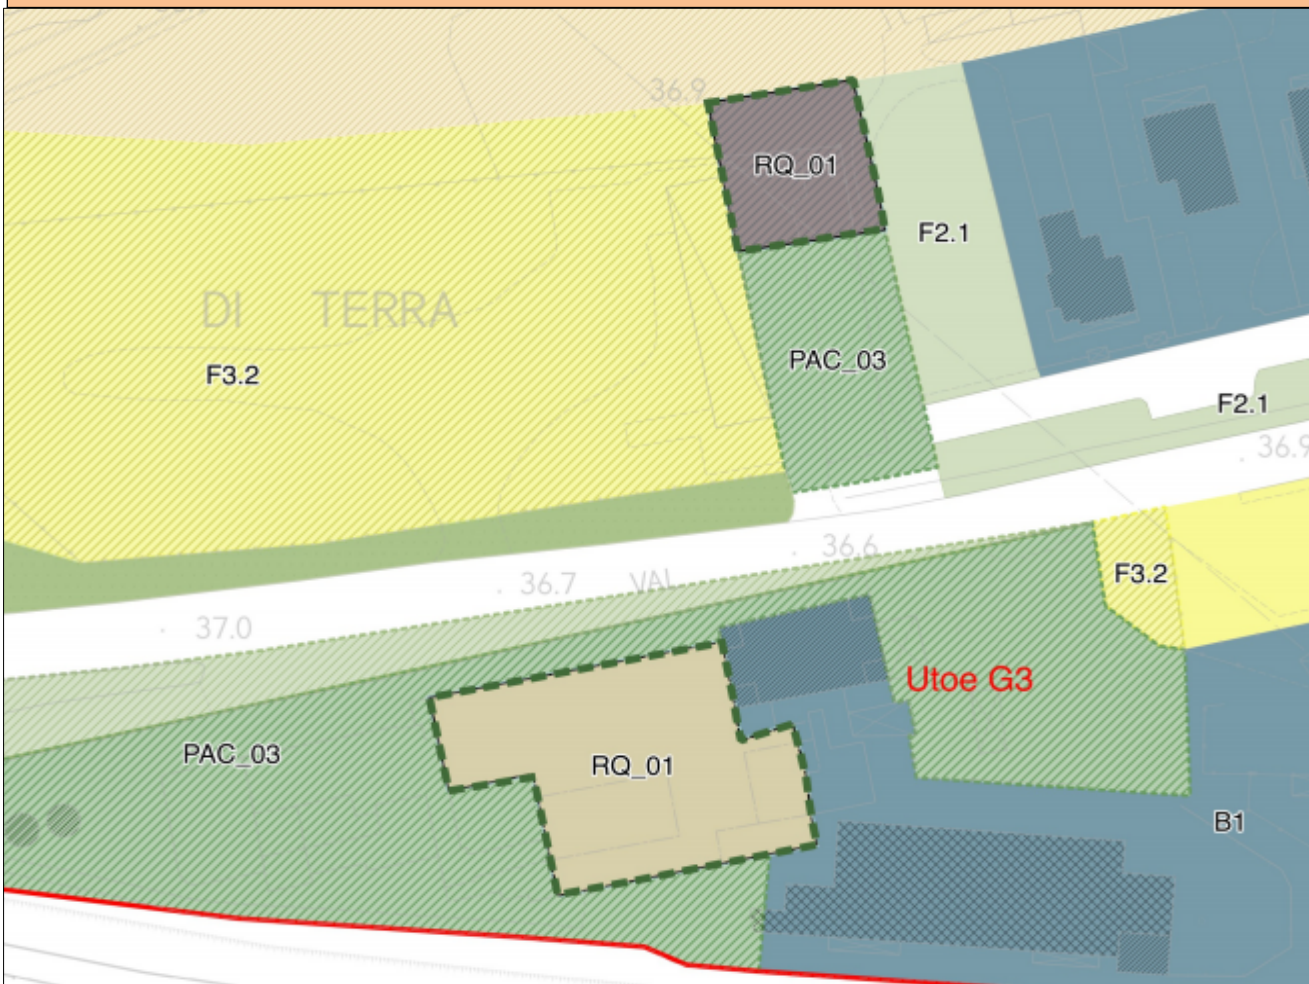 36.9
RQ_01
F2.1
DI TERRA
PAC_03
F3.2
F2.1
36.9
36.6
F3.2
36.7 VAL
37.0
Utoe G3
PAC_03
RQ_01
B1